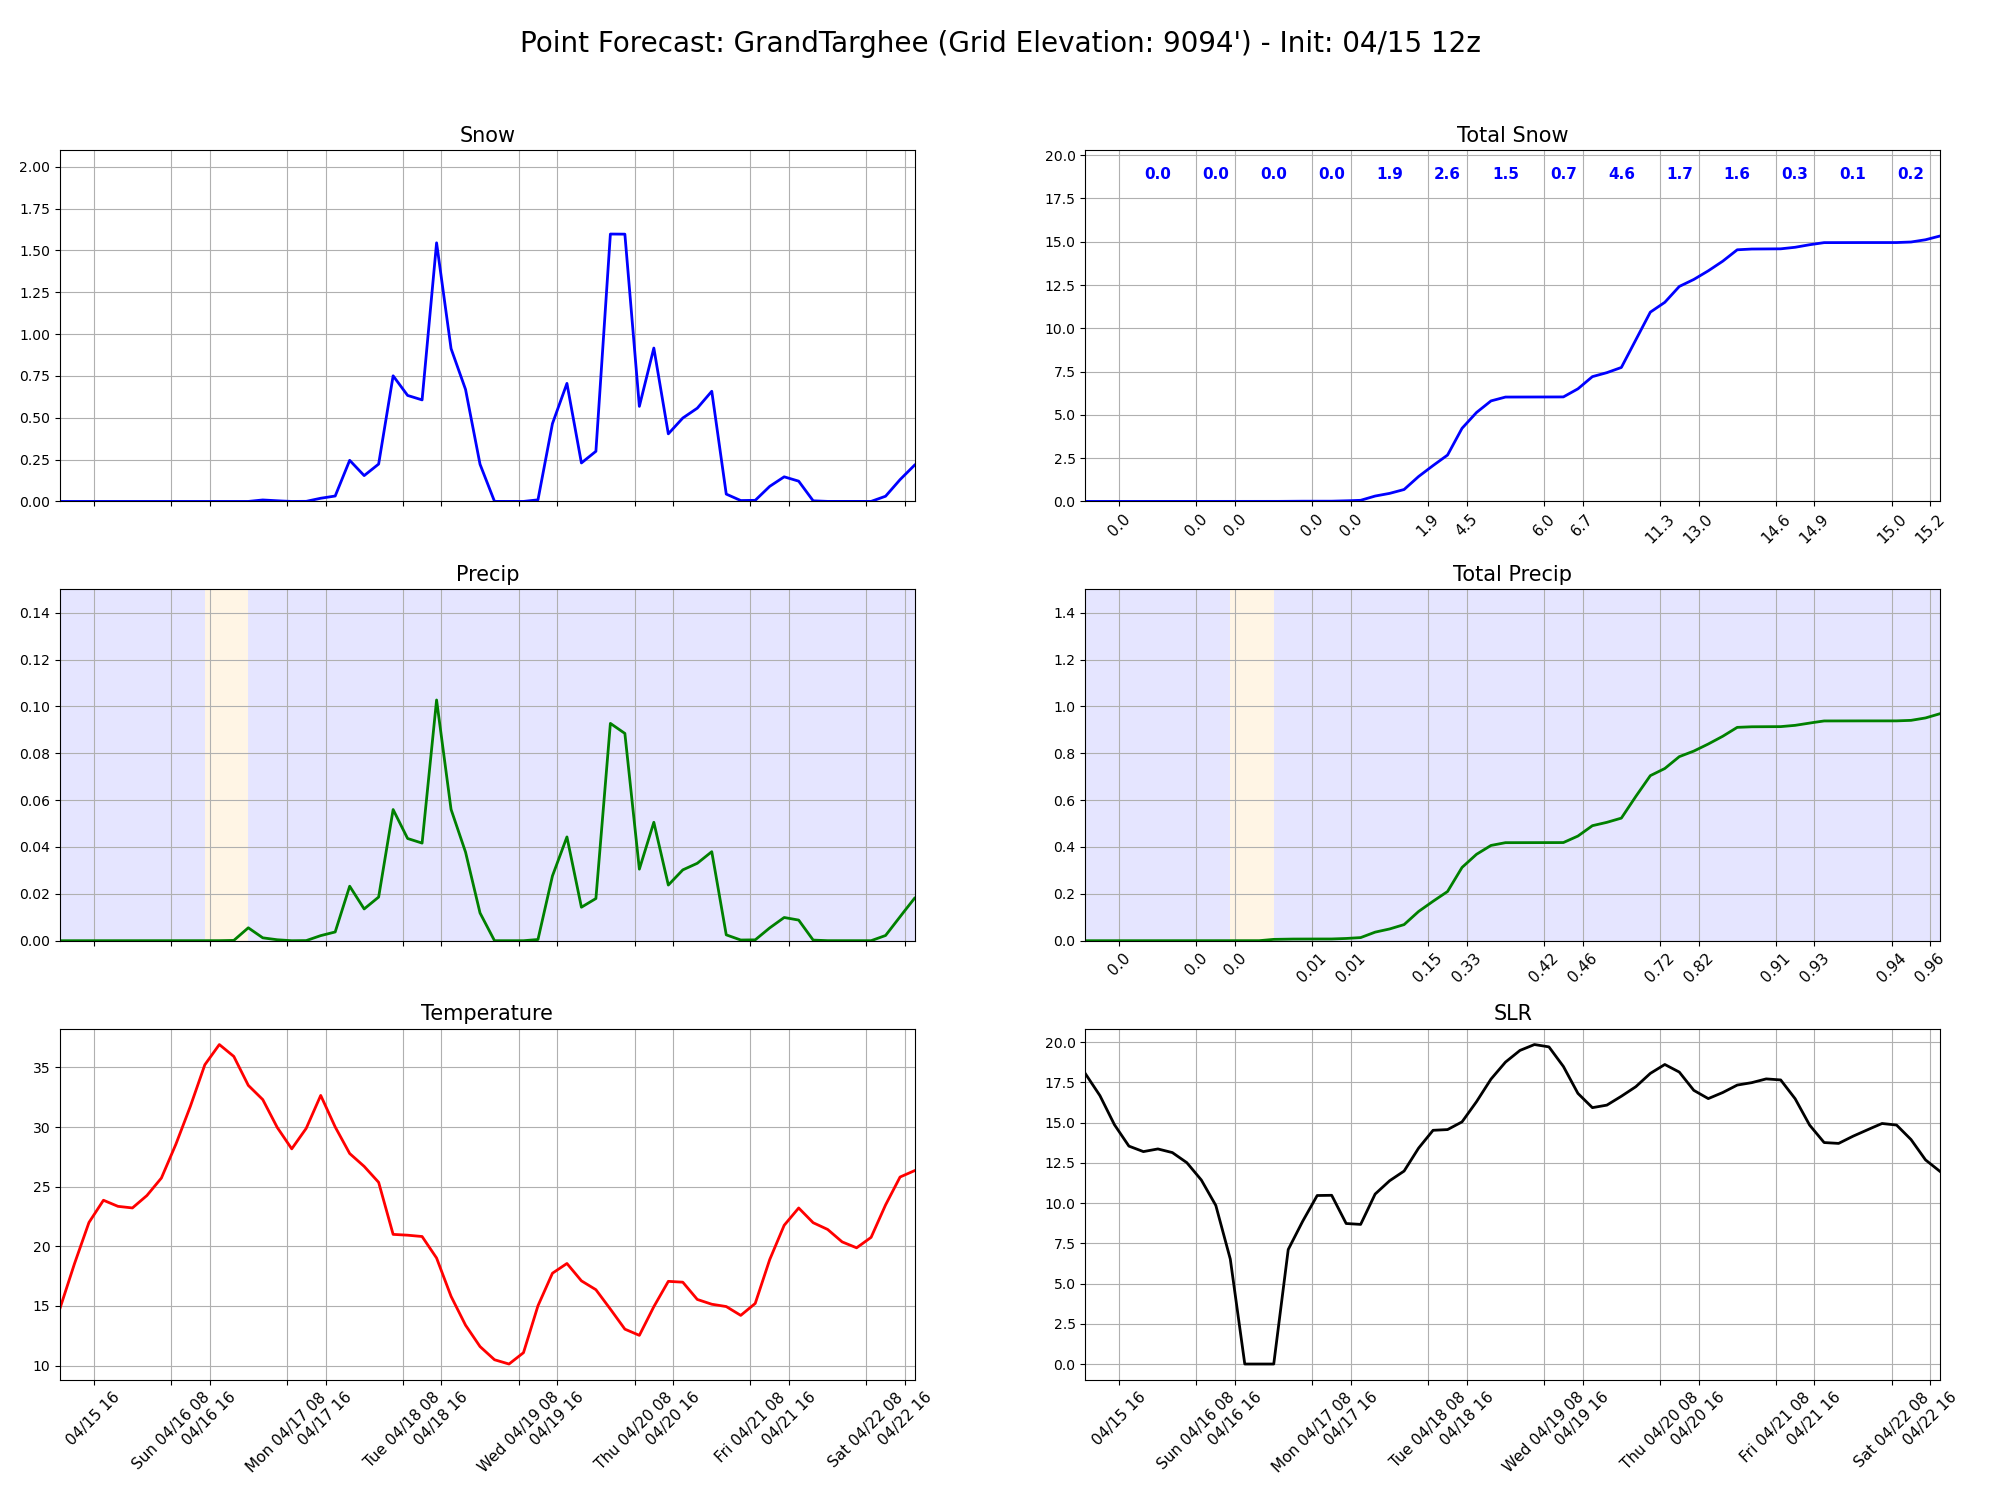 Point Forecast: GrandTarghee (Grid Elevation: 9094') - Init: 04/15 12z
Snow
2.00
1.75
1.50
1.25
1.00
0.75
0.50
0.25
0.00
Total Snow
20.0
17.5
15.0
12.5
10.0
7.5
5.0
2.5
0.0
0.0 0.0 0.0 0.0 1.9 2.6 1.5 0.7 4.6 1.7 1.6 0.3 0.1 0.2
0.0 0.0 0.0 0.0 0.0 1.9 4.5 6.0 6.7 11.3 13.0 14.6 14.9 15.0 15.2
Precip
0.14
0.12
0.10
0.08
0.06
0.04
0.02
0.00
Total Precip
1.4
1.2
1.0
0.8
0.6
0.4
0.2
0.0
0.0 0.0 0.0 0.01 0.01 0.15 0.33 0.42 0.46 0.72 0.82 0.91 0.93 0.94 0.96
Temperature
35
30
25
20
15
10
04/15 16
Sun 04/16 08
04/16 16
Mon 04/17 08
04/17 16
Tue 04/18 08
04/18 16
Wed 04/19 08
04/19 16
Thu 04/20 08
04/20 16
Fri 04/21 08
04/21 16
Sat 04/22 08
04/22 16
SLR
20.0
17.5
15.0
12.5
10.0
7.5
5.0
2.5
0.0
04/15 16
Sun 04/16 08
04/16 16
Mon 04/17 08
04/17 16
Tue 04/18 08
04/18 16
Wed 04/19 08
04/19 16
Thu 04/20 08
04/20 16
Fri 04/21 08
04/21 16
Sat 04/22 08
04/22 16